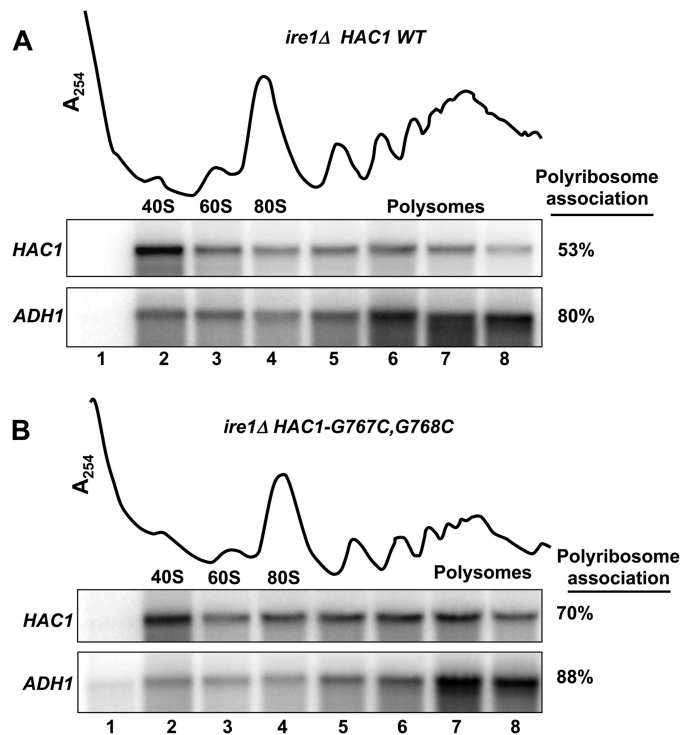 A
ire1Δ HAC1 WT
A254
Polyribosome
association
40S 60S 80S Polysomes
HAC1 53%
ADH1 80%
1 2 3 4 5 6 7 8
B
ire1Δ HAC1-G767C,G768C
A254
Polyribosome
association
40S 60S 80S Polysomes
HAC1 70%
ADH1 88%
1 2 3 4 5 6 7 8